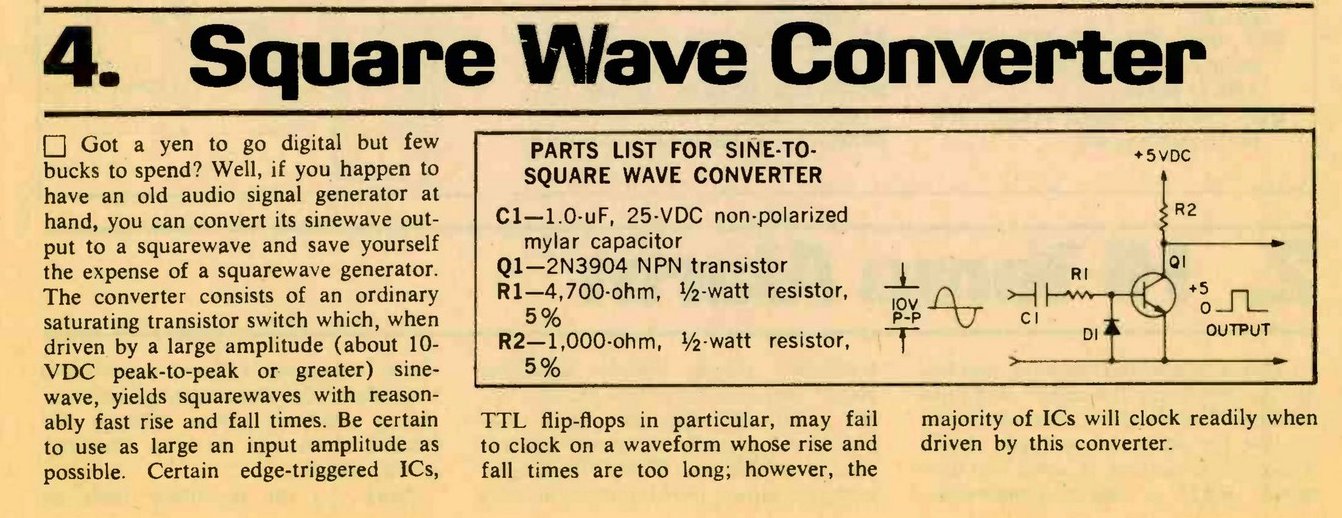 4. Square Wave Converter
☐ Got a yen to go digital but few
bucks to spend? Well, if you happen to
have an old audio signal generator at
hand, you can convert its sinewave out-
put to a squarewave and save yourself
the expense of a squarewave generator.
The converter consists of an ordinary
saturating transistor switch which, when
driven by a large amplitude (about 10-
VDC peak-to-peak or greater) sine-
wave, yields squarewaves with reason-
ably fast rise and fall times. Be certain
to use as large an input amplitude as
possible. Certain edge-triggered ICs,
PARTS LIST FOR SINE-TO-
SQUARE WAVE CONVERTER
C1—1.0-uF, 25-VDC non-polarized
mylar capacitor
Q1—2N3904 NPN transistor
R1—4,700-ohm, ½-watt resistor,
5%
R2—1,000-ohm, ½-watt resistor,
5%
+5VDC
R2
Q1
R1
C1
D1
10V
P-P
+5
0
OUTPUT
TTL flip-flops in particular, may fail
to clock on a waveform whose rise and
fall times are too long; however, the
majority of ICs will clock readily when
driven by this converter.